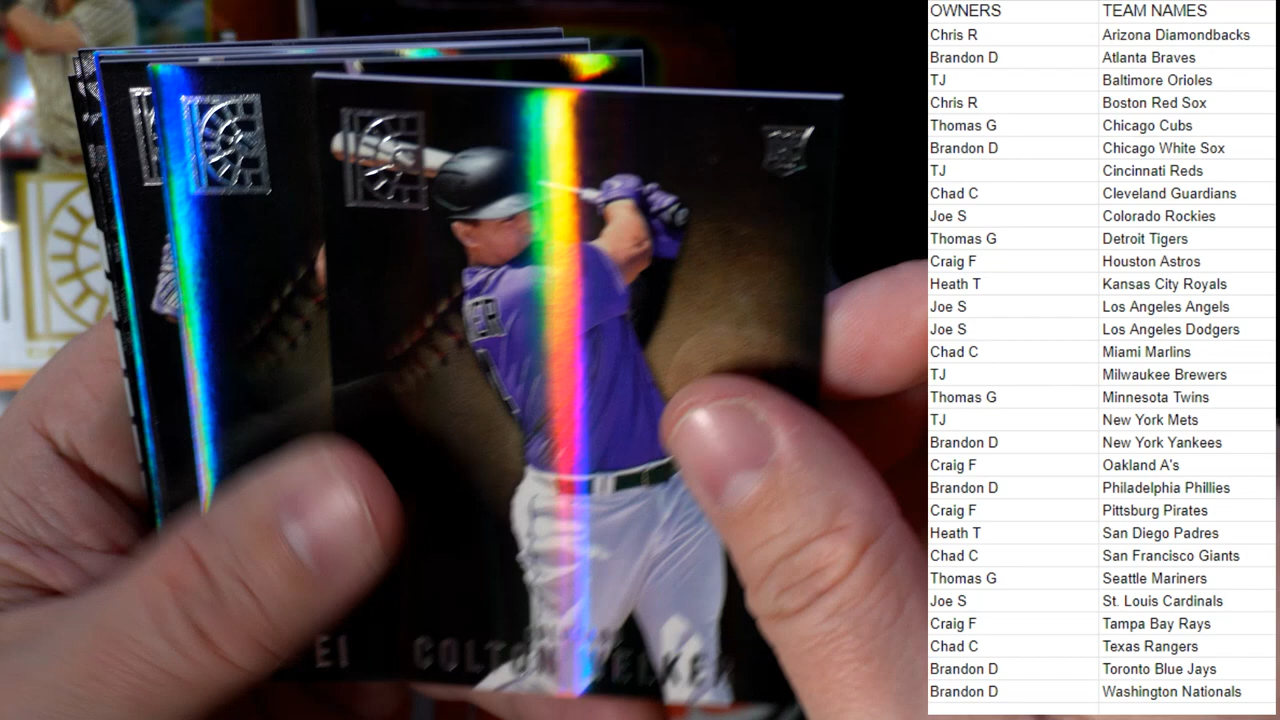 OWNERS TEAM NAMES
Chris R Arizona Diamondbacks
Brandon D Atlanta Braves
TJ Baltimore Orioles
Chris R Boston Red Sox
Thomas G Chicago Cubs
Brandon D Chicago White Sox
TJ Cincinnati Reds
Chad C Cleveland Guardians
Joe S Colorado Rockies
Thomas G Detroit Tigers
Craig F Houston Astros
Heath T Kansas City Royals
Joe S Los Angeles Angels
Joe S Los Angeles Dodgers
Chad C Miami Marlins
TJ Milwaukee Brewers
Thomas G Minnesota Twins
TJ New York Mets
Brandon D New York Yankees
Craig F Oakland A's
Brandon D Philadelphia Phillies
Craig F Pittsburg Pirates
Heath T San Diego Padres
Chad C San Francisco Giants
Thomas G Seattle Mariners
Joe S St. Louis Cardinals
Craig F Tampa Bay Rays
Chad C Texas Rangers
Brandon D Toronto Blue Jays
Brandon D Washington Nationals
EI COLTON WELKER